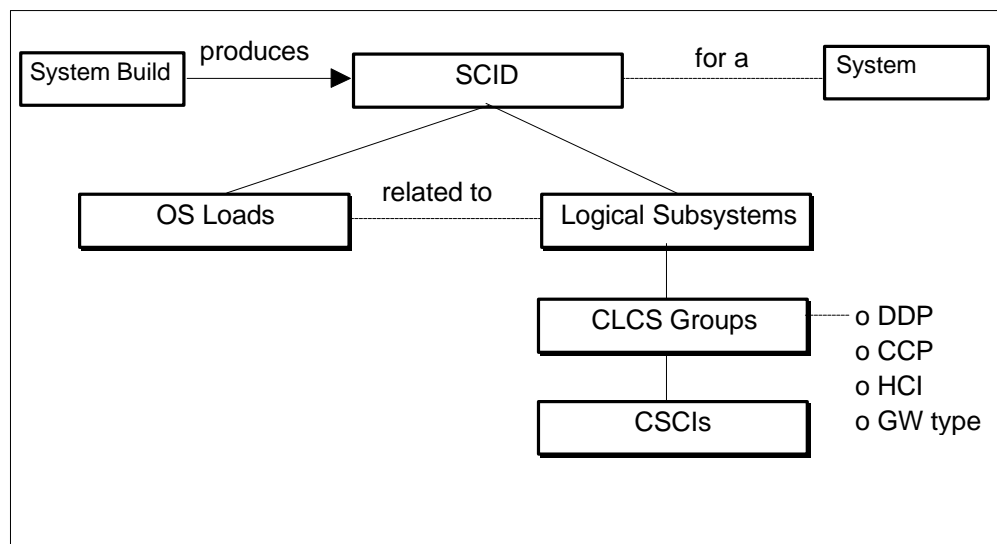 produces
for a
System Build
SCID
System
related to
OS Loads
Logical Subsystems
CLCS Groups
o DDP
o CCP
o HCI
o GW type
CSCIs